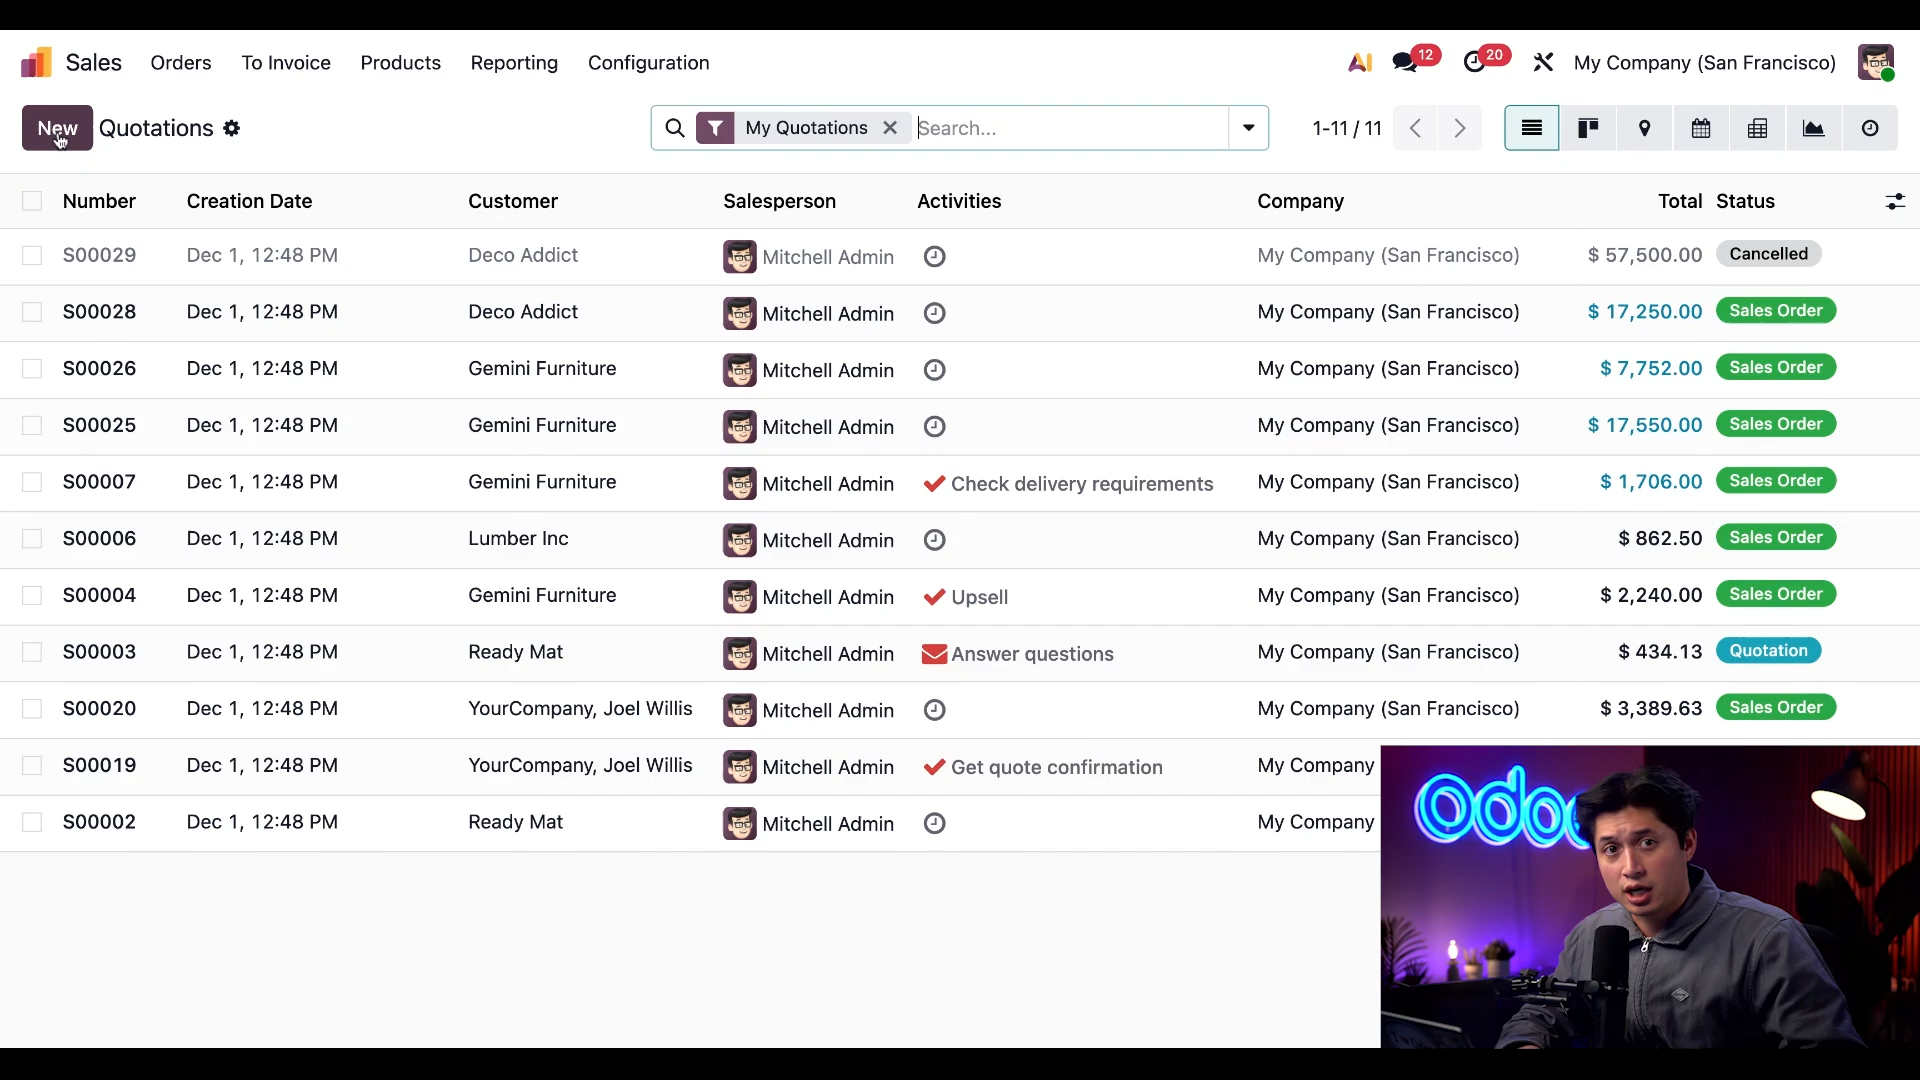 Sales Orders To Invoice Products Reporting Configuration AI 12 20 My Company (San Francisco)
New Quotations My Quotations Search... 1-11 / 11
Number Creation Date Customer Salesperson Activities Company Total Status
S00029 Dec 1, 12:48 PM Deco Addict Mitchell Admin My Company (San Francisco) $ 57,500.00 Cancelled
S00028 Dec 1, 12:48 PM Deco Addict Mitchell Admin My Company (San Francisco) $ 17,250.00 Sales Order
S00026 Dec 1, 12:48 PM Gemini Furniture Mitchell Admin My Company (San Francisco) $ 7,752.00 Sales Order
S00025 Dec 1, 12:48 PM Gemini Furniture Mitchell Admin My Company (San Francisco) $ 17,550.00 Sales Order
S00007 Dec 1, 12:48 PM Gemini Furniture Mitchell Admin Check delivery requirements My Company (San Francisco) $ 1,706.00 Sales Order
S00006 Dec 1, 12:48 PM Lumber Inc Mitchell Admin My Company (San Francisco) $ 862.50 Sales Order
S00004 Dec 1, 12:48 PM Gemini Furniture Mitchell Admin Upsell My Company (San Francisco) $ 2,240.00 Sales Order
S00003 Dec 1, 12:48 PM Ready Mat Mitchell Admin Answer questions My Company (San Francisco) $ 434.13 Quotation
S00020 Dec 1, 12:48 PM YourCompany, Joel Willis Mitchell Admin My Company (San Francisco) $ 3,389.63 Sales Order
S00019 Dec 1, 12:48 PM YourCompany, Joel Willis Mitchell Admin Get quote confirmation My Company
S00002 Dec 1, 12:48 PM Ready Mat Mitchell Admin My Company
odoo